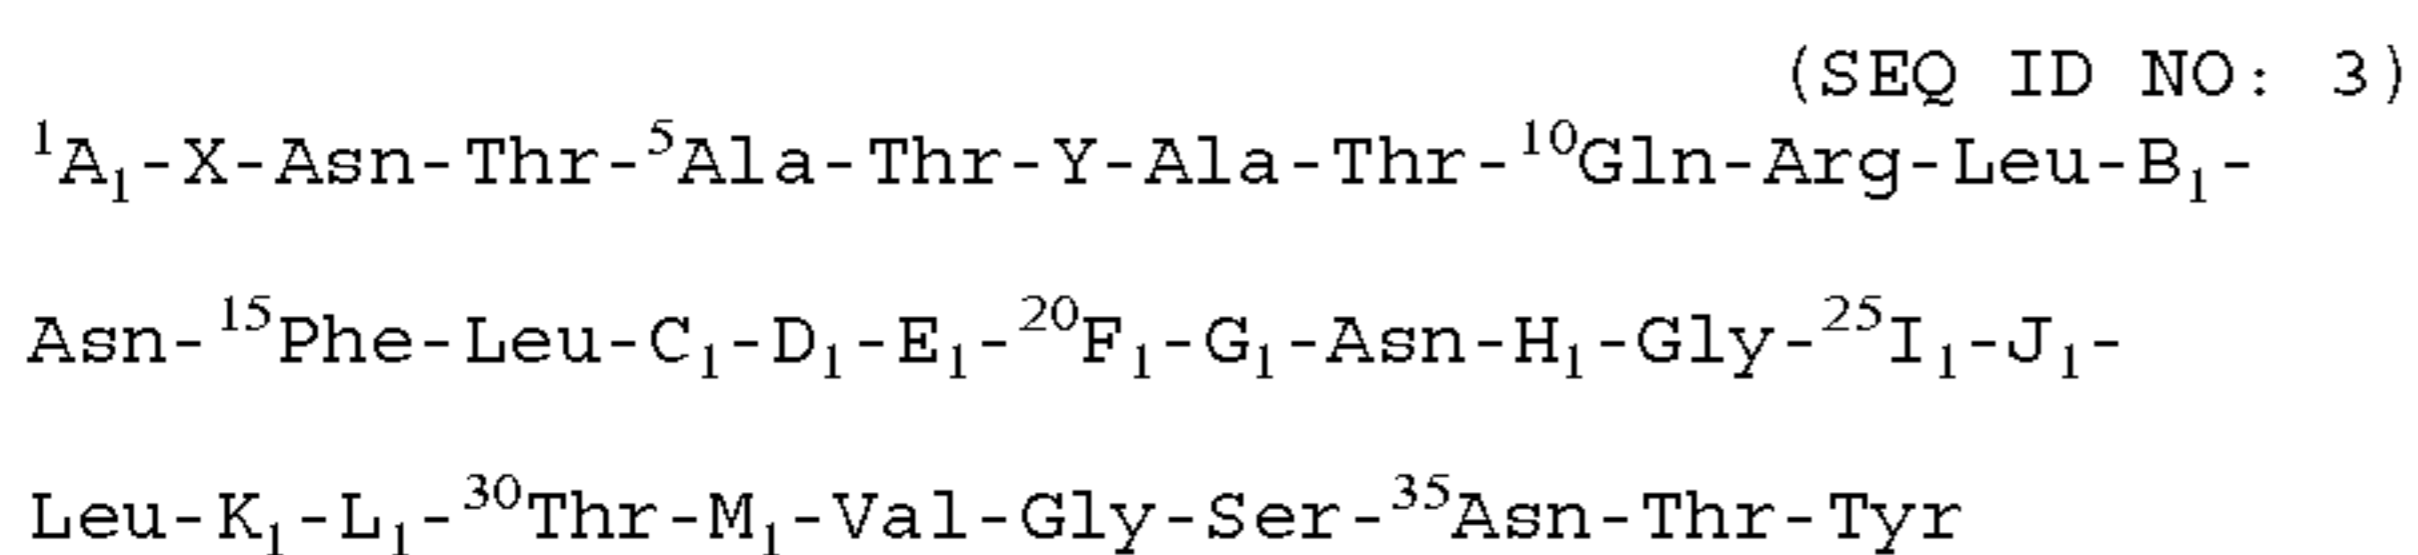 (SEQ ID NO: 3)
¹A₁-X-Asn-Thr-⁵Ala-Thr-Y-Ala-Thr-¹⁰Gln-Arg-Leu-B₁-
Asn-¹⁵Phe-Leu-C₁-D₁-E₁-²⁰F₁-G₁-Asn-H₁-Gly-²⁵I₁-J₁-
Leu-K₁-L₁-³⁰Thr-M₁-Val-Gly-Ser-³⁵Asn-Thr-Tyr